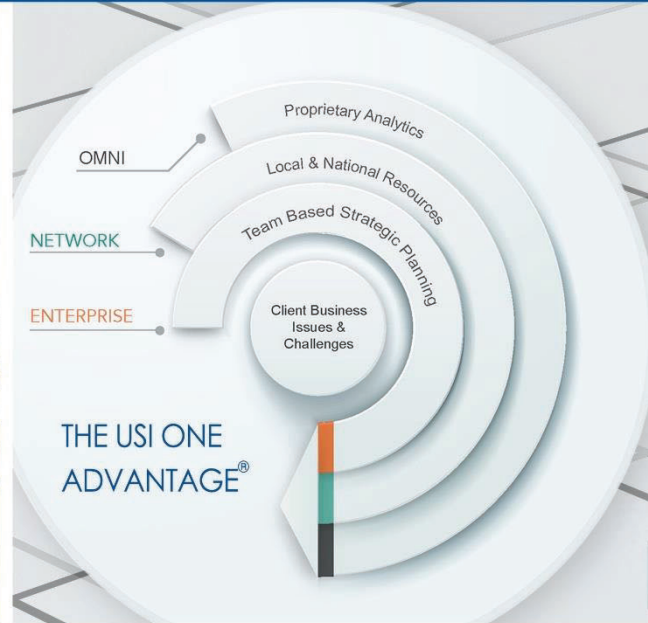 Proprietary Analytics
OMNI
Local & National Resources
Team Based Strategic Planning
NETWORK
ENTERPRISE
Client Business
Issues &
Challenges
THE USI ONE
ADVANTAGE®